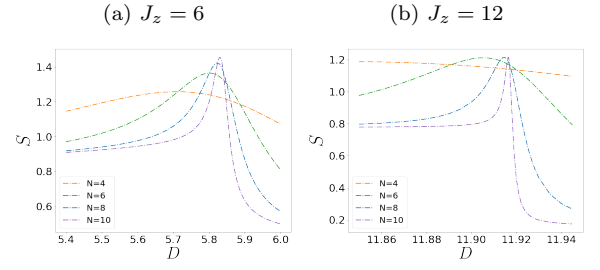 (a) J_z = 6
(b) J_z = 12
S
1.4
1.2
1.0
0.8
0.6
N=4
N=6
N=8
N=10
5.4 5.5 5.6 5.7 5.8 5.9 6.0
D
S
1.2
1.0
0.8
0.6
0.4
0.2
N=4
N=6
N=8
N=10
11.86 11.88 11.90 11.92 11.94
D